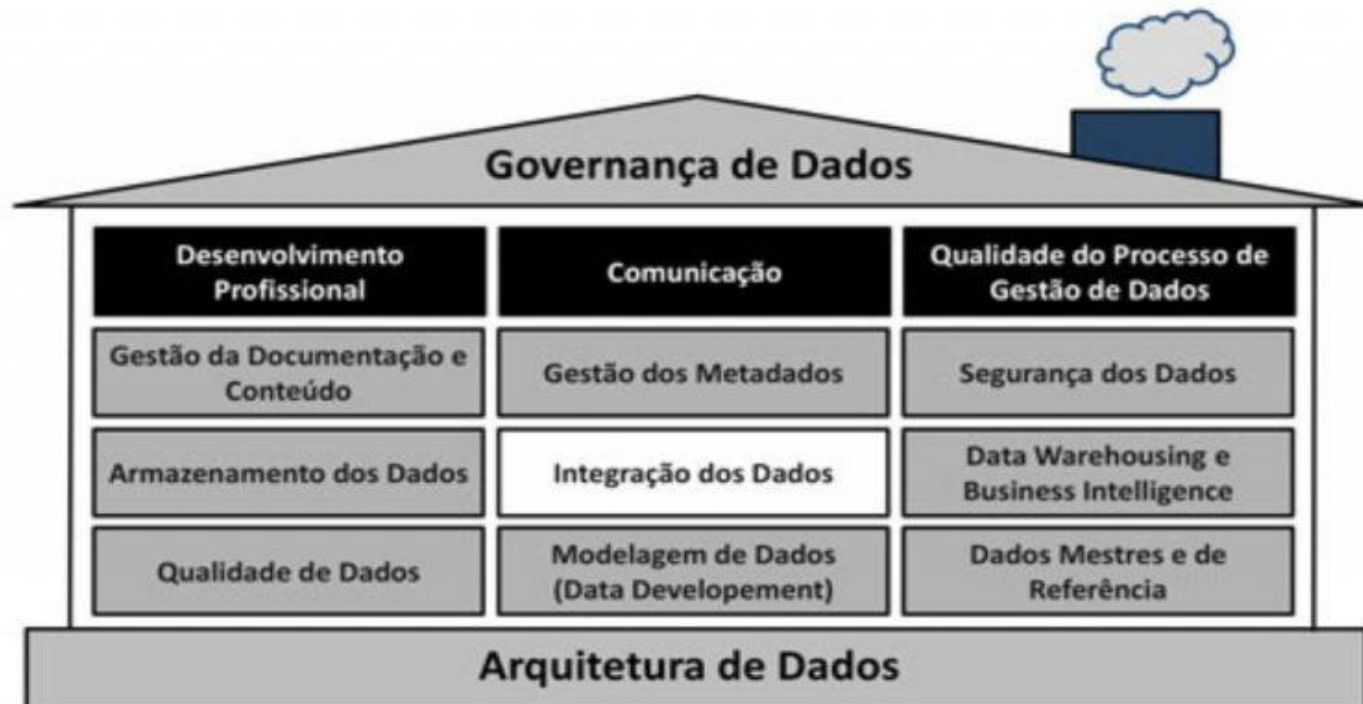 Governança de Dados
Desenvolvimento
Profissional
Comunicação
Qualidade do Processo de
Gestão de Dados
Gestão da Documentação e
Conteúdo
Gestão dos Metadados
Segurança dos Dados
Armazenamento dos Dados
Integração dos Dados
Data Warehousing e
Business Intelligence
Qualidade de Dados
Modelagem de Dados
(Data Developement)
Dados Mestres e de
Referência
Arquitetura de Dados